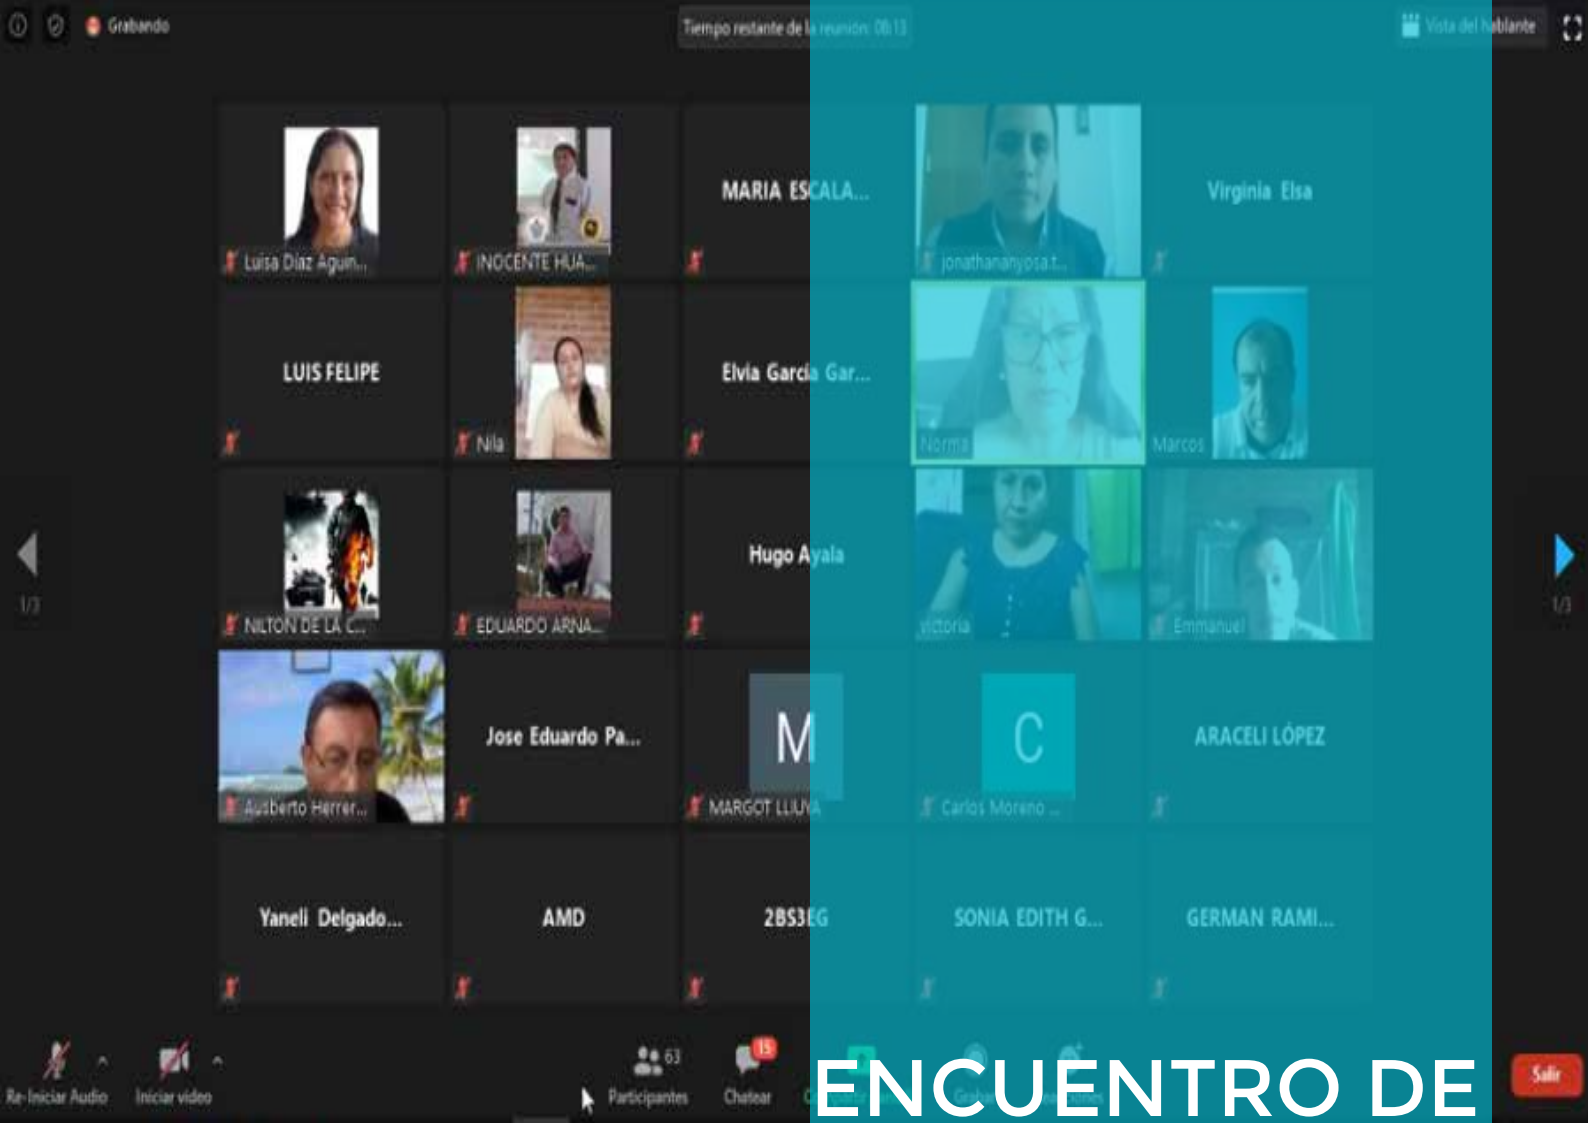 Grabando
Tiempo restante de la reunión: 08:13
Vista del hablante
MARIA ESCALA...
Virginia Elsa
Luisa Díaz Aguin...
INOCENTE HUA...
jonathananyosa.t...
LUIS FELIPE
Elvia García Gar...
Nila
Norma
Marcos
Hugo Ayala
NILTON DE LA C...
EDUARDO ARNA...
victoria
Emmanuel
1/3
1/3
Jose Eduardo Pa...
M
C
ARACELI LÓPEZ
Ausberto Herrer...
MARGOT LLIUYA
Carlos Moreno ...
Yaneli Delgado...
AMD
2BS3EG
SONIA EDITH G...
GERMAN RAMI...
63
15
Re-Iniciar Audio
Iniciar video
Participantes
Chatear
Salir
ENCUENTRO DE